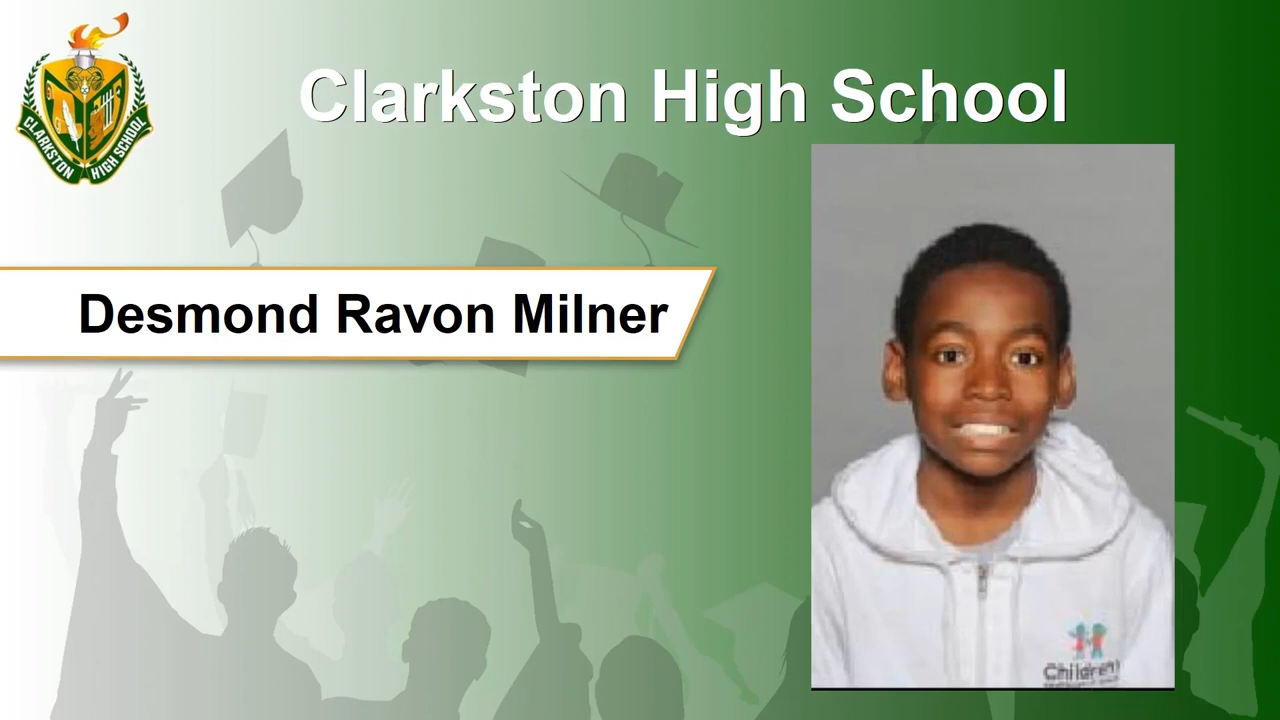 Clarkston High School
CLARKSTON HIGH SCHOOL
Desmond Ravon Milner
Children's